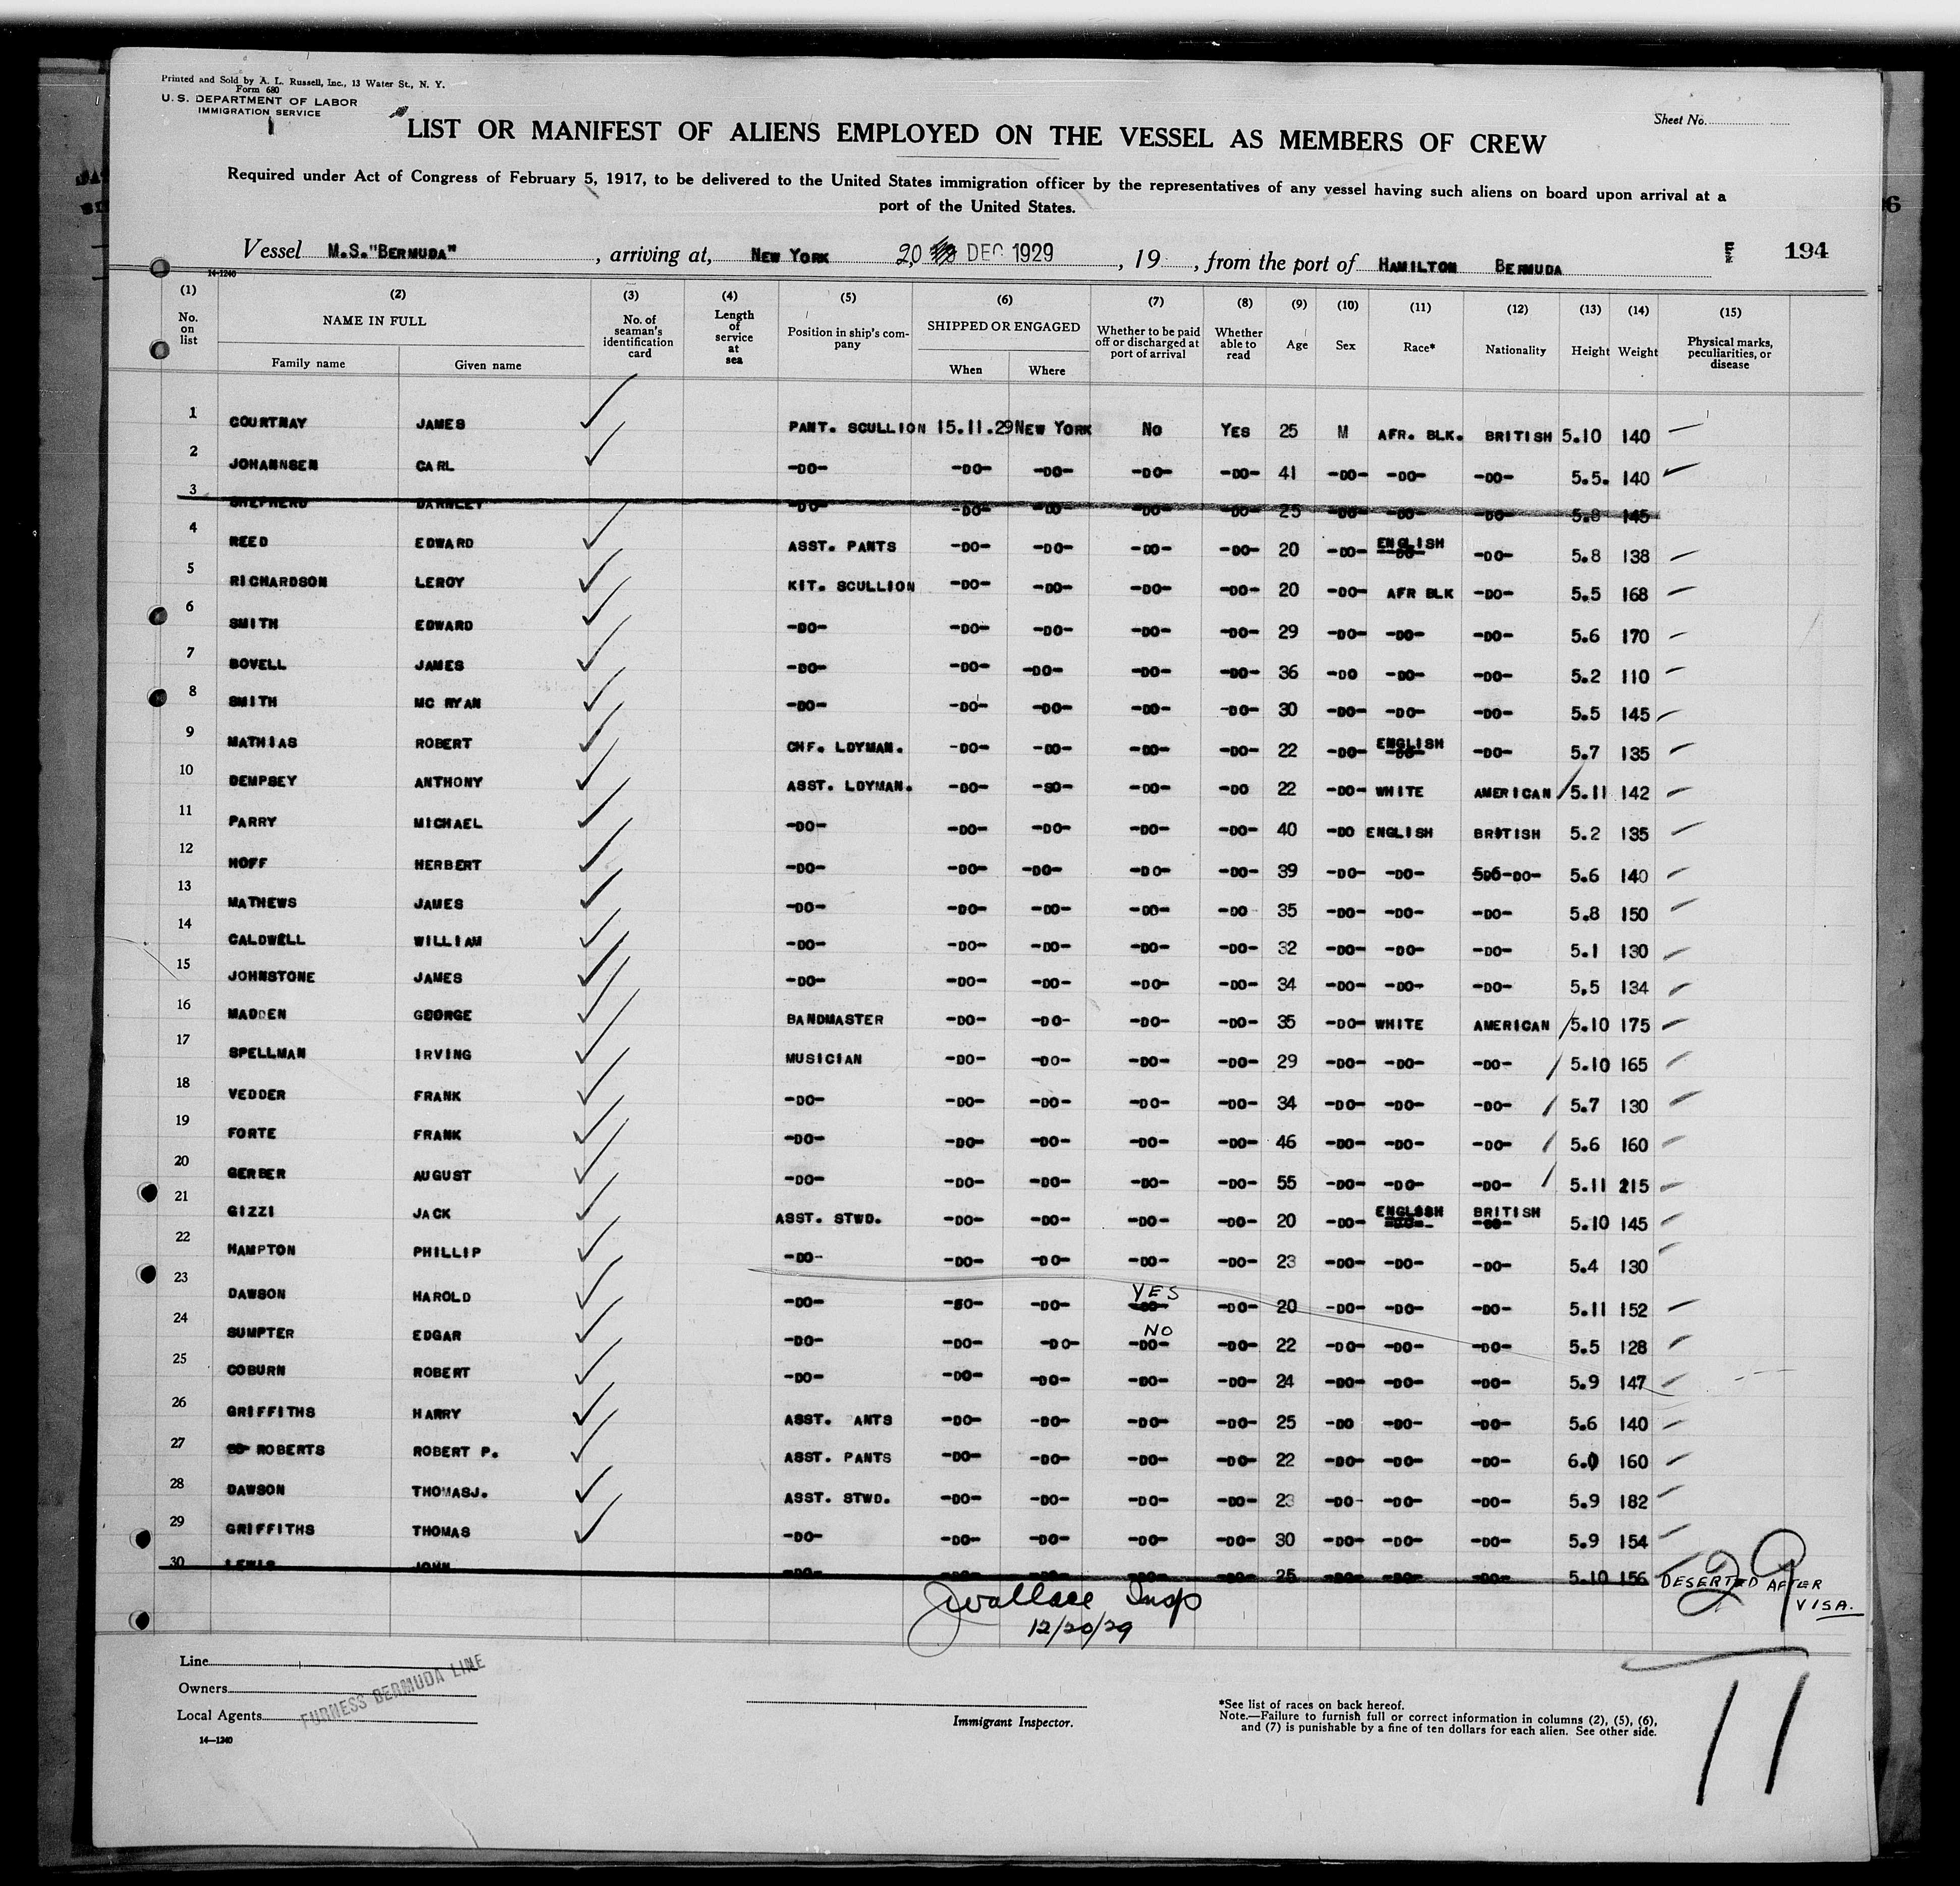 Printed and Sold by A. L. Russell, Inc., 13 Water St., N. Y.
Form 680
U. S. DEPARTMENT OF LABOR
IMMIGRATION SERVICE
Sheet No.
LIST OR MANIFEST OF ALIENS EMPLOYED ON THE VESSEL AS MEMBERS OF CREW
Required under Act of Congress of February 5, 1917, to be delivered to the United States immigration officer by the representatives of any vessel having such aliens on board upon arrival at a
port of the United States.
Vessel M.S."BERMUDA", arriving at, NEW YORK 20 DEC 1929, 19 , from the port of HAMILTON BERMUDA 194
14-1240
(1) (2) (3) (4) (5) (6) (7) (8) (9) (10) (11) (12) (13) (14) (15)
No. on list NAME IN FULL Family name Given name No. of seaman's identification card Length of service at sea Position in ship's company SHIPPED OR ENGAGED When Where Whether to be paid off or discharged at port of arrival Whether able to read Age Sex Race* Nationality Height Weight Physical marks, peculiarities, or disease
1 COURTNAY JAMES PANT. SCULLION 15.11.29 NEW YORK NO YES 25 M AFR. BLK. BRITISH 5.10 140
2 JOHANNSEN CARL -DO- -DO- -DO- -DO- -DO- 41 -DO- -DO- -DO- 5.5. 140
3 SHEPHERD DARNLEY -DO- -DO- -DO- -DO- -DO- 25 -DO- -DO- -DO- 5.8 145
4 REED EDWARD ASST. PANTS -DO- -DO- -DO- -DO- 20 -DO- ENGLISH -DO- -DO- 5.8 138
5 RICHARDSON LEROY KIT. SCULLION -DO- -DO- -DO- -DO- 20 -DO- AFR BLK -DO- 5.5 168
6 SMITH EDWARD -DO- -DO- -DO- -DO- -DO- 29 -DO- -DO- -DO- 5.6 170
7 BOVELL JAMES -DO- -DO- -DO- -DO- -DO- 36 -DO -DO- -DO- 5.2 110
8 SMITH MC RYAN -DO- -DO- -DO- -DO- -DO- 30 -DO- -DO- -DO- 5.5 145
9 MATHIAS ROBERT CHF. LDYMAN. -DO- -DO- -DO- -DO- 22 -DO- ENGLISH -DO- -DO- 5.7 135
10 DEMPSEY ANTHONY ASST. LDYMAN. -DO- -SO- -DO- -DO 22 -DO- WHITE AMERICAN 5.11 142
11 PARRY MICHAEL -DO- -DO- -DO- -DO- -DO- 40 -DO ENGLISH BRITISH 5.2 135
12 HOFF HERBERT -DO- -DO- -DO- -DO- -DO- 39 -DO- -DO- -DO- 5.6 140
13 MATHEWS JAMES -DO- -DO- -DO- -DO- -DO 35 -DO- -DO- -DO- 5.8 150
14 CALDWELL WILLIAM -DO- -DO- -DO- -DO- -DO- 32 -DO- -DO- -DO- 5.1 130
15 JOHNSTONE JAMES -DO- -DO- -DO- -DO- -DO- 34 -DO- -DO- -DO- 5.5 134
16 MADDEN GEORGE BANDMASTER -DO- -DO- -DO- -DO- 35 -DO- WHITE AMERICAN 5.10 175
17 SPELLMAN IRVING MUSICIAN -DO- -DO- -DO- -DO- 29 -DO- -DO- -DO- 5.10 165
18 VEDDER FRANK -DO- -DO- -DO- -DO- -DO- 34 -DO- -DO- -DO- 5.7 130
19 FORTE FRANK -DO- -DO- -DO- -DO- -DO- 46 -DO- -DO- -DO- 5.6 160
20 GERBER AUGUST -DO- -DO- -DO- -DO- -DO- 55 -DO- -DO- -DO- 5.11 215
21 GIZZI JACK ASST. STWD. -DO- -DO- -DO- -DO- 20 -DO- ENGLSSH BRITISH -DO- 5.10 145
22 HAMPTON PHILLIP -DO- -DO- -DO- -DO- -DO- 23 -DO- -DO- -DO- 5.4 130
23 DAWSON HAROLD -DO- -SO- -DO- YES -DO- -DO- 20 -DO- -DO- -DO- 5.11 152
24 SUMPTER EDGAR -DO- -DO- -DO- NO -DO- -DO- 22 -DO- -DO- -DO- 5.5 128
25 COBURN ROBERT -DO- -DO- -DO- -DO- -DO- 24 -DO- -DO- -DO- 5.9 147
26 GRIFFITHS HARRY ASST. ANTS -DO- -DO- -DO- -DO- 25 -DO -DO- -DO- 5.6 140
27 ROBERTS ROBERT P. ASST. PANTS -DO- -DO- -DO- -DO- 22 -DO- -DO- -DO- 6.0 160
28 DAWSON THOMASJ. ASST. STWD. -DO- -DO- -DO- -DO- 23 -DO- -DO- -DO- 5.9 182
29 GRIFFITHS THOMAS -DO- -DO- -DO- -DO- -DO- 30 -DO- -DO- -DO- 5.9 154
30 LEWIS JOHN -DO- -DO- -DO- -DO- -DO- 25 -DO- -DO- -DO- 5.10 156 DESERTED AFTER VISA.
29
JWallace Insp
12/20/29
11
Line
Owners
Local Agents
FURNESS BERMUDA LINE
14-1240
Immigrant Inspector.
*See list of races on back hereof.
Note.—Failure to furnish full or correct information in columns (2), (5), (6),
and (7) is punishable by a fine of ten dollars for each alien. See other side.